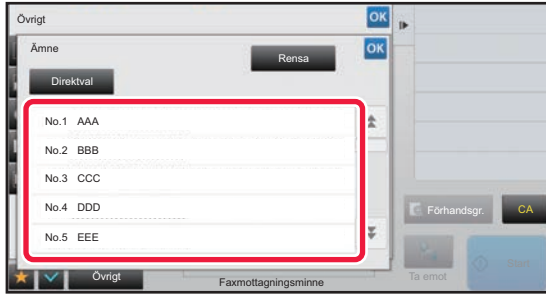 Övrigt
OK
Ämne
OK
Rensa
Direktval
No.1 AAA
No.2 BBB
No.3 CCC
No.4 DDD
No.5 EEE
Förhandsgr.
CA
Övrigt
Faxmottagningsminne
Ta emot
Start